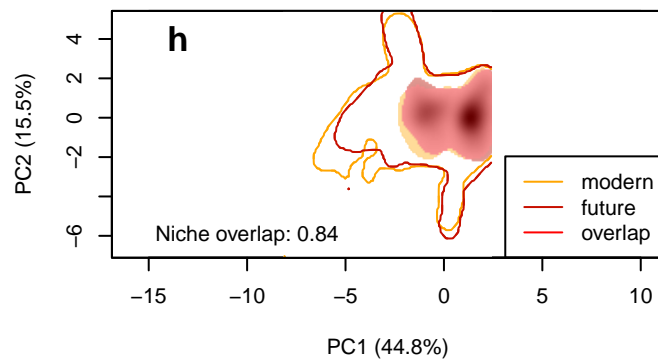 h
4
2
0
−2
−6
PC2 (15.5%)
Niche overlap: 0.84
modern
future
overlap
−15
−10
−5
0
5
10
PC1 (44.8%)